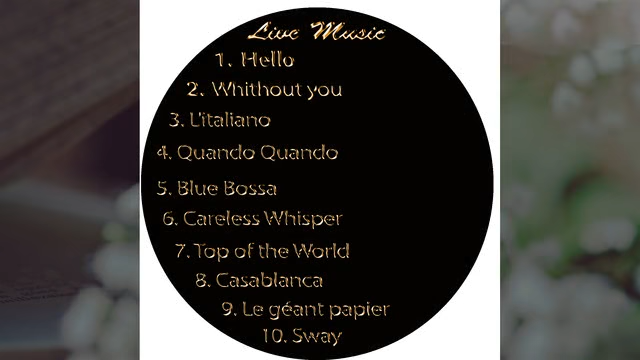 Live Music
1. Hello
2. Whithout you
3. L'italiano
4. Quando Quando
5. Blue Bossa
6. Careless Whisper
7. Top of the World
8. Casablanca
9. Le géant papier
10. Sway